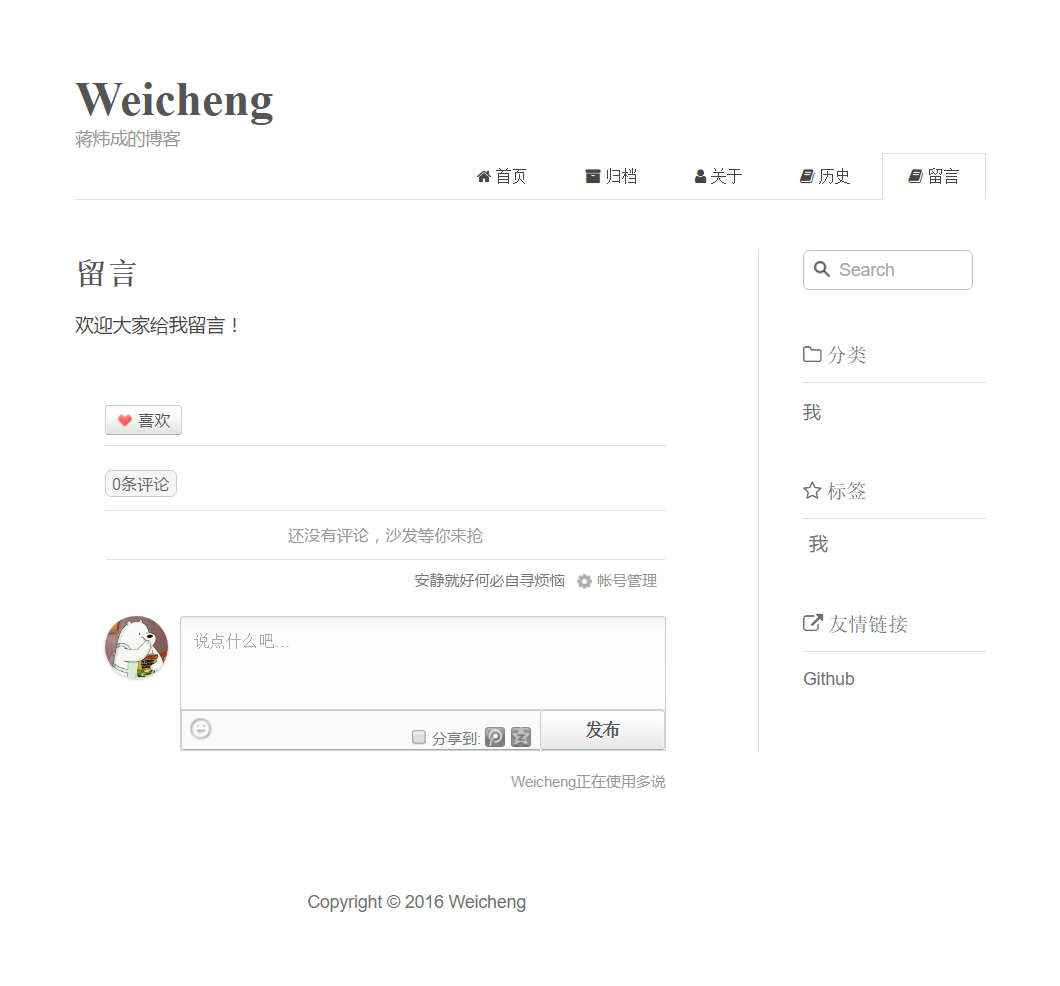 Weicheng
蒋炜成的博客
首页 归档 关于 历史 留言
留言
欢迎大家给我留言！
喜欢
0条评论
还没有评论，沙发等你来抢
安静就好何必自寻烦恼 帐号管理
说点什么吧...
分享到: 发布
Weicheng正在使用多说
Search
分类
我
标签
我
友情链接
Github
Copyright © 2016 Weicheng